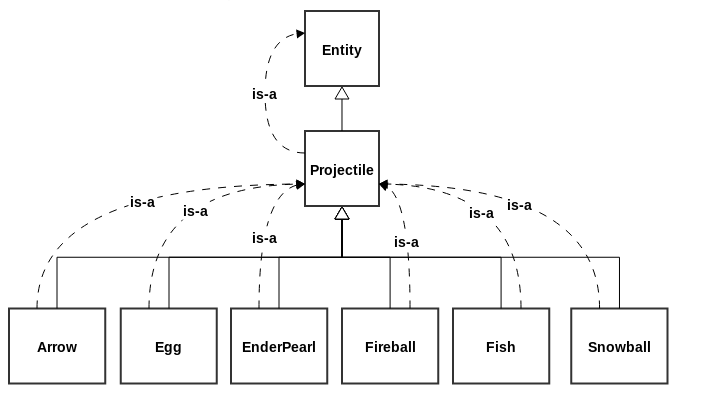 Entity
is-a
Projectile
is-a
is-a
is-a
is-a
is-a
is-a
Arrow
Egg
EnderPearl
Fireball
Fish
Snowball